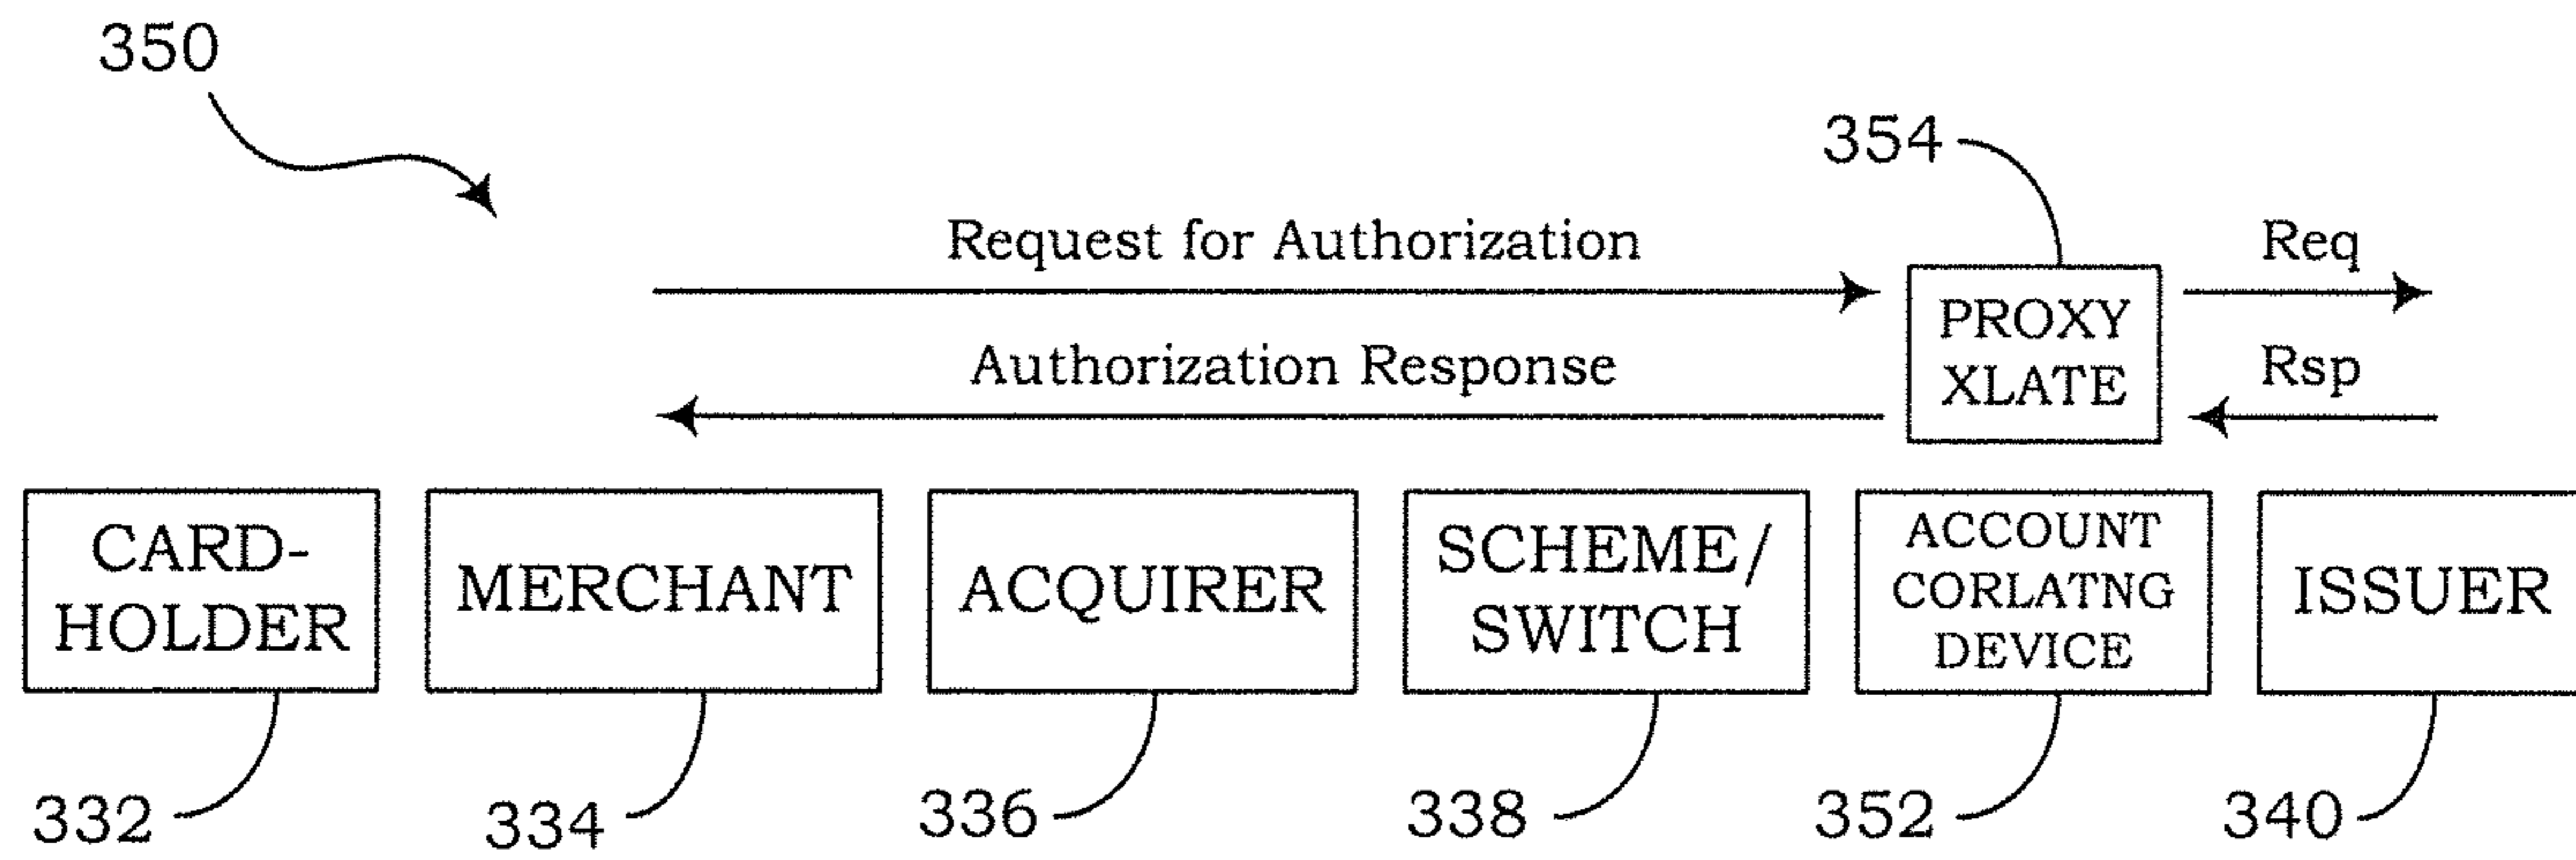 350
354
Request for Authorization
Req
PROXY
XLATE
Authorization Response
Rsp
CARD-
HOLDER
MERCHANT
ACQUIRER
SCHEME/
SWITCH
ACCOUNT
CORLATNG
DEVICE
ISSUER
332
334
336
338
352
340